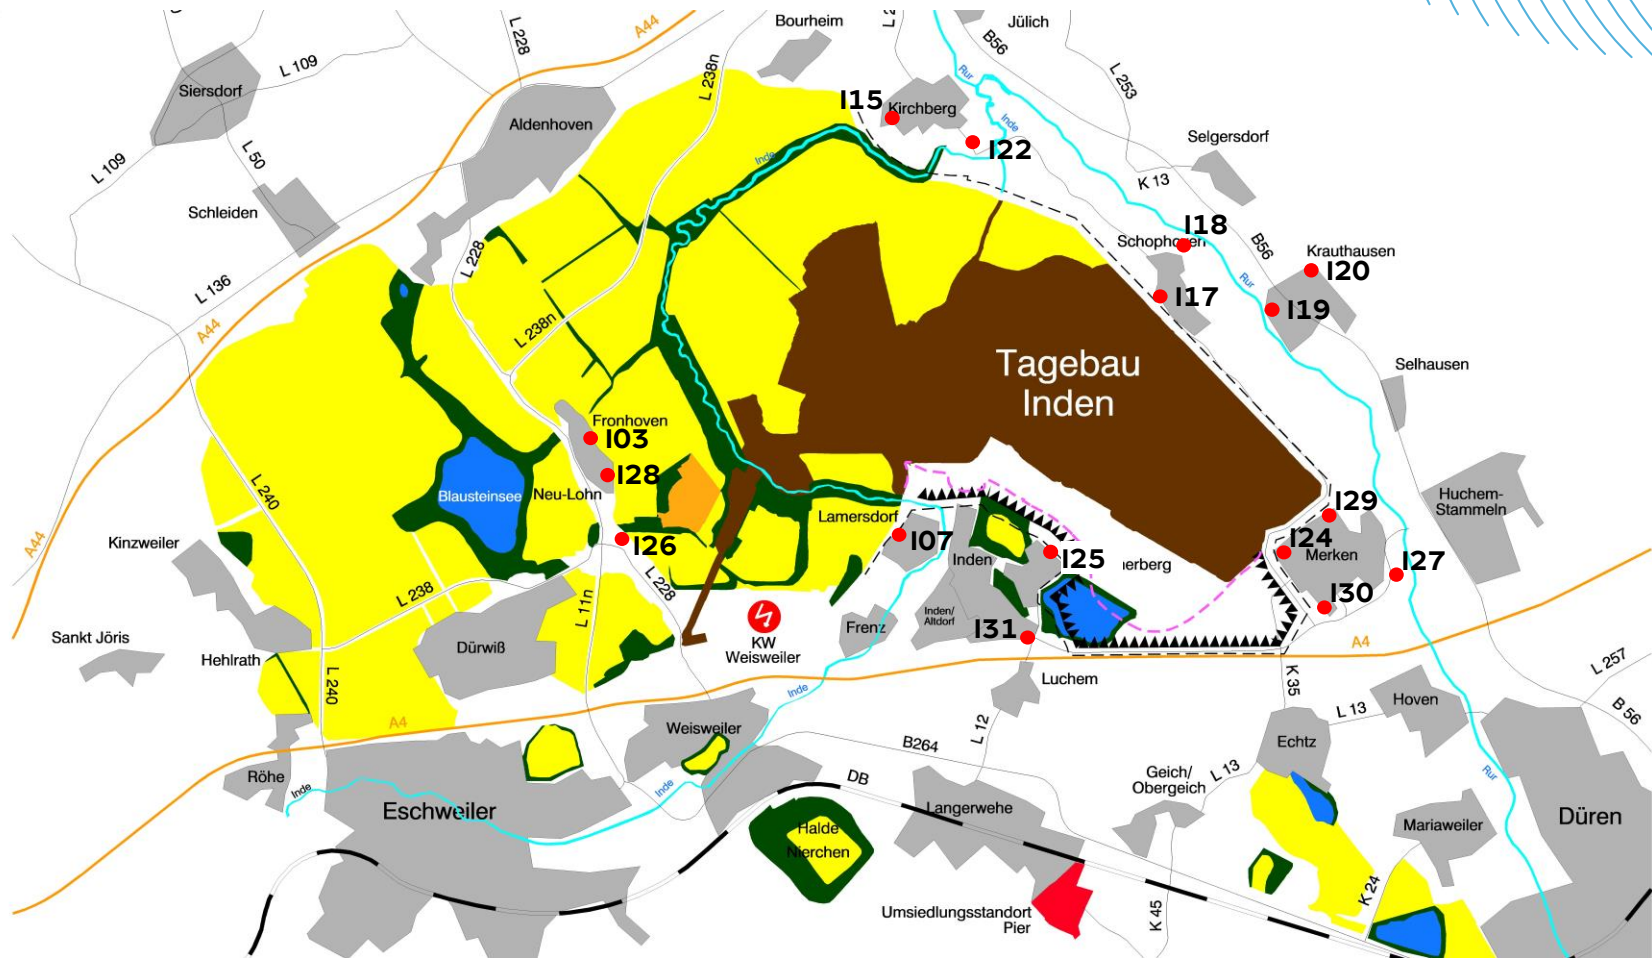 Bourheim
Jülich
A44
L 228
B56
L 238n
L 109
Siersdorf
Rur
L 253
I15
Kirchberg
Aldenhoven
Inde
Selgersdorf
I22
L 50
L 109
Inde
K 13
Schleiden
I18
Schophoven
B56
Krauthausen
L 228
I20
L 136
Rur
I17
I19
A44
L 238n
Tagebau
Inden
Selhausen
Fronhoven
I03
I28
L 240
Blausteinsee
Neu-Lohn
Huchem-
Stammeln
Lamersdorf
I29
A44
Kinzweiler
I26
I07
Inden
I25
I24
Merken
erberg
I27
L 228
L 238
L 11n
I30
Inden/
Altdorf
Frenz
I31
Sankt Jöris
KW
Weisweiler
Dürwiß
A4
Hehlrath
L 257
L 240
Luchem
K 35
Inde
Hoven
B 56
A4
L 13
Weisweiler
L 12
B264
Echtz
Röhe
DB
Geich/
Obergeich
L 13
Rur
Inde
Inde
Eschweiler
Langerwehe
Düren
Halde
Nierchen
Mariaweiler
K 24
Umsiedlungsstandort
Pier
K 45